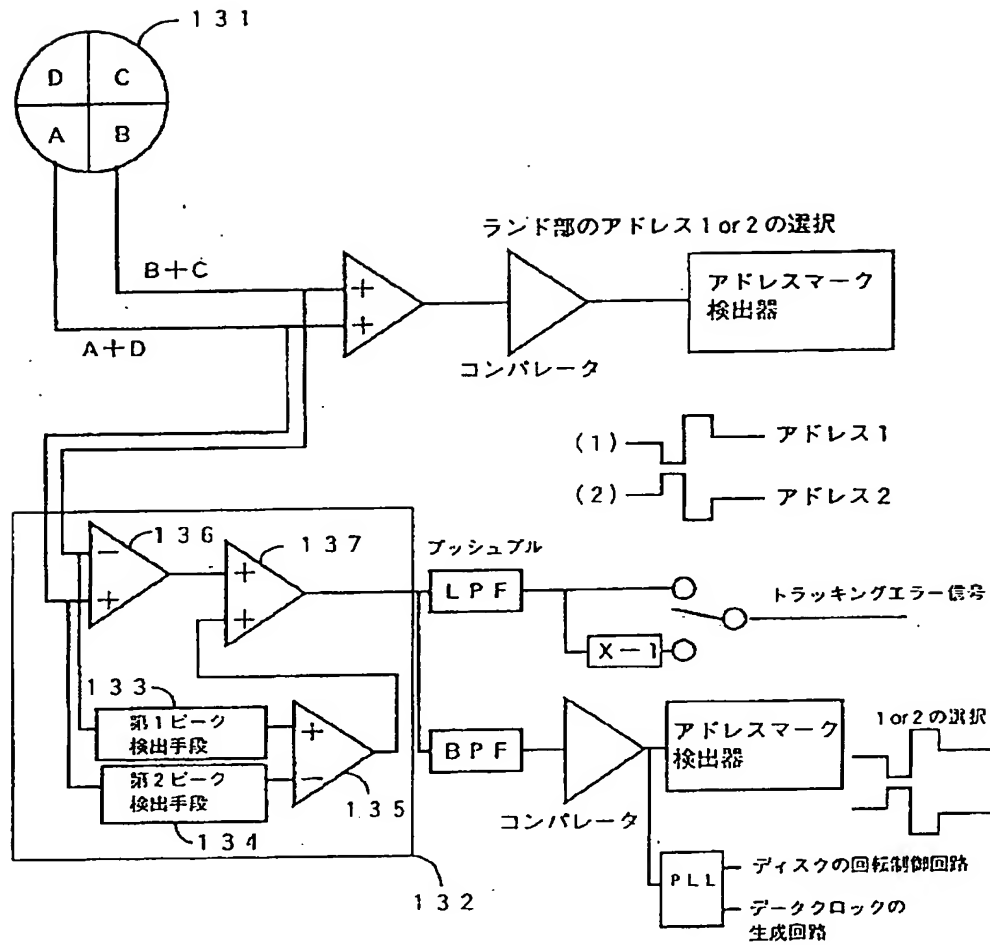 131
D C
A B
ランド部のアドレス1or2の選択
B+C
A+D
+
+
コンパレータ
アドレスマーク
検出器
(1) アドレス1
(2) アドレス2
136
137
−
+
+
+
プッシュプル
LPF
X−1
トラッキングエラー信号
133
第1ピーク
検出手段
第2ピーク
検出手段
134
+
−
135
132
BPF
コンパレータ
アドレスマーク
検出器
1or2の選択
PLL
ディスクの回転制御回路
データクロックの
生成回路